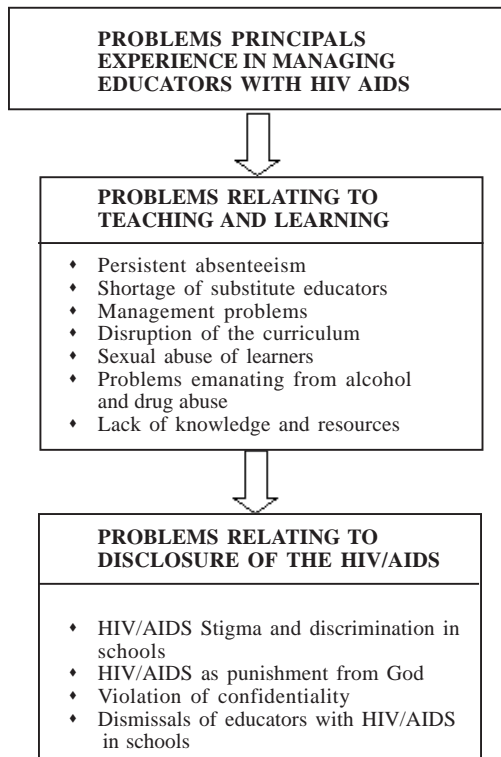 PROBLEMS PRINCIPALS
EXPERIENCE IN MANAGING
EDUCATORS WITH HIV AIDS
PROBLEMS RELATING TO
TEACHING AND LEARNING
♦ Persistent absenteeism
♦ Shortage of substitute educators
♦ Management problems
♦ Disruption of the curriculum
♦ Sexual abuse of learners
♦ Problems emanating from alcohol
and drug abuse
♦ Lack of knowledge and resources
PROBLEMS RELATING TO
DISCLOSURE OF THE HIV/AIDS
♦ HIV/AIDS Stigma and discrimination in
schools
♦ HIV/AIDS as punishment from God
♦ Violation of confidentiality
♦ Dismissals of educators with HIV/AIDS
in schools